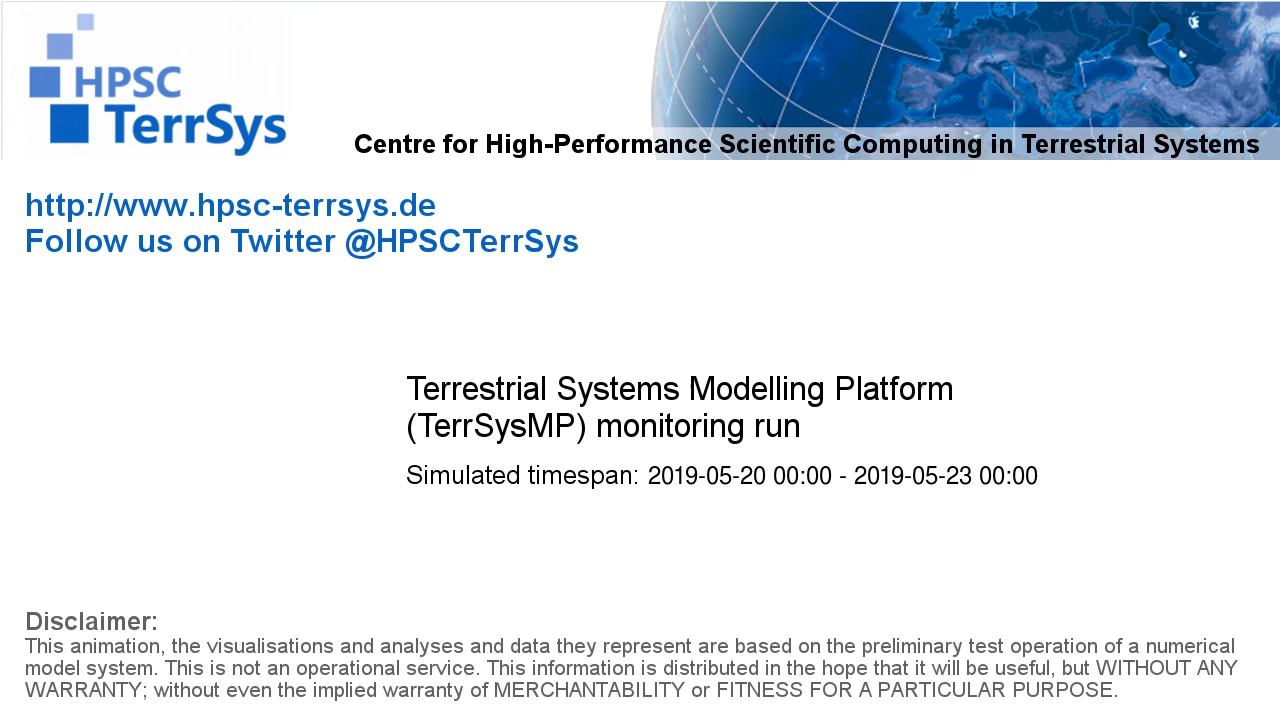 HPSC
TerrSys
Centre for High-Performance Scientific Computing in Terrestrial Systems
http://www.hpsc-terrsys.de
Follow us on Twitter @HPSCTerrSys
Terrestrial Systems Modelling Platform
(TerrSysMP) monitoring run
Simulated timespan: 2019-05-20 00:00 - 2019-05-23 00:00
Disclaimer:
This animation, the visualisations and analyses and data they represent are based on the preliminary test operation of a numerical
model system. This is not an operational service. This information is distributed in the hope that it will be useful, but WITHOUT ANY
WARRANTY; without even the implied warranty of MERCHANTABILITY or FITNESS FOR A PARTICULAR PURPOSE.